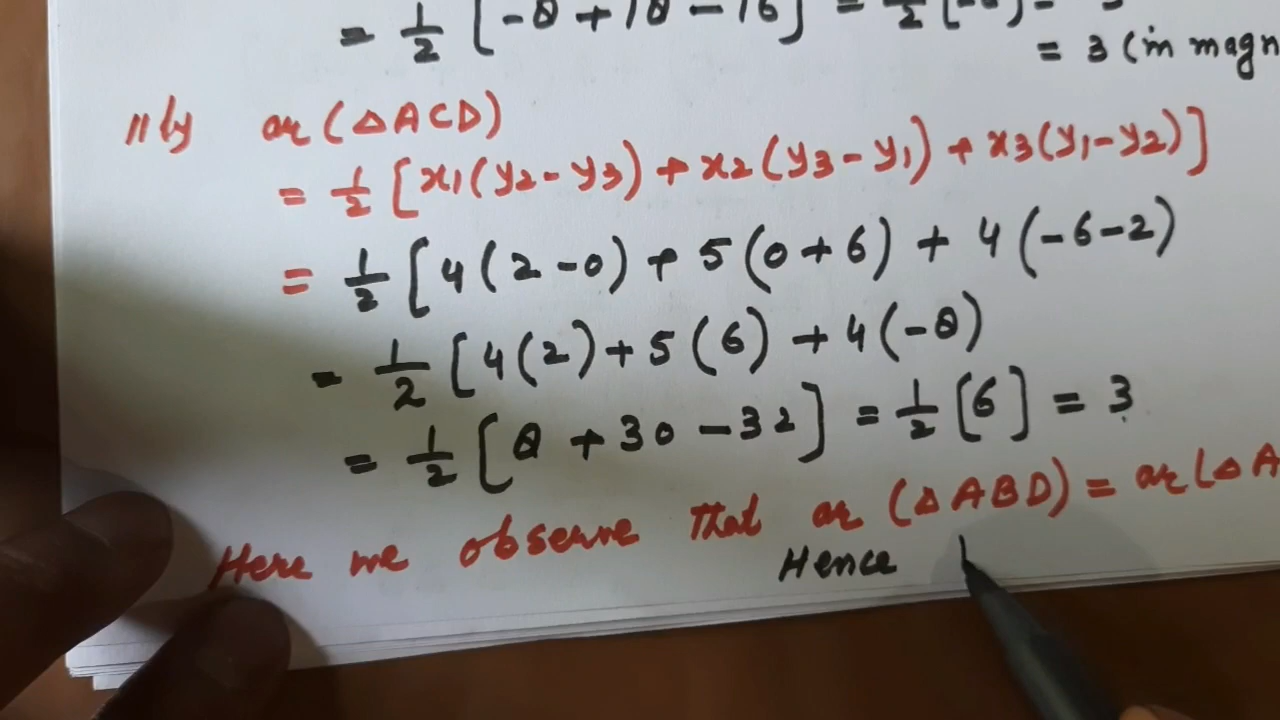 = 1/2 [-8 + 18 - 16] = 1/2 [-6] = -3
= 3 (in magn
||ly ar (△ACD)
= 1/2 [x1(y2 - y3) + x2(y3 - y1) + x3(y1 - y2)]
= 1/2 [4(2 - 0) + 5(0 + 6) + 4(-6 - 2)
= 1/2 [4(2) + 5(6) + 4(-8)
= 1/2 [8 + 30 - 32] = 1/2 [6] = 3
Here we observe that ar (△ABD) = ar (△A
Hence